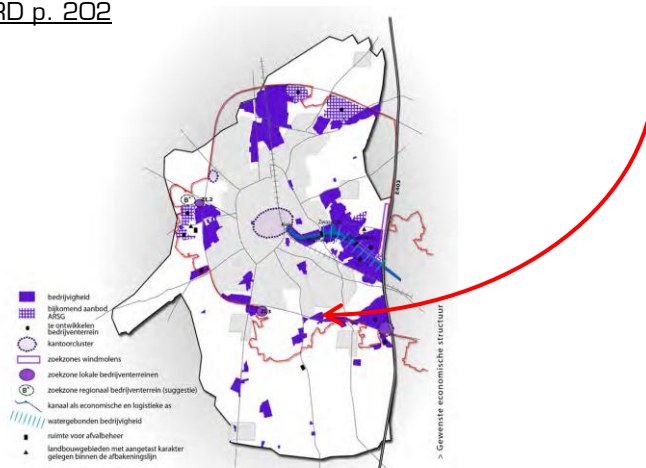 RD p. 202
B+
ZL2
E403
ZL1
bedrijvigheid
bijkomend aanbod
ARSG
te ontwikkelen
bedrijventerrein
kantoorcluster
zoekzones windmolens
zoekzone lokale bedrijventerreinen
B+ zoekzone regionaal bedrijventerrein (suggestie)
kanaal als economische en logistieke as
watergebonden bedrijvigheid
ruimte voor afvalbeheer
landbouwgebieden met aangetast karakter
gelegen binnen de afbakeningslijn
> Gewenste economische structuur